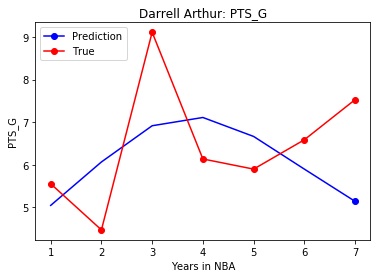 Darrell Arthur: PTS_G
Prediction
True
9
8
7
6
5
PTS_G
1 2 3 4 5 6 7
Years in NBA